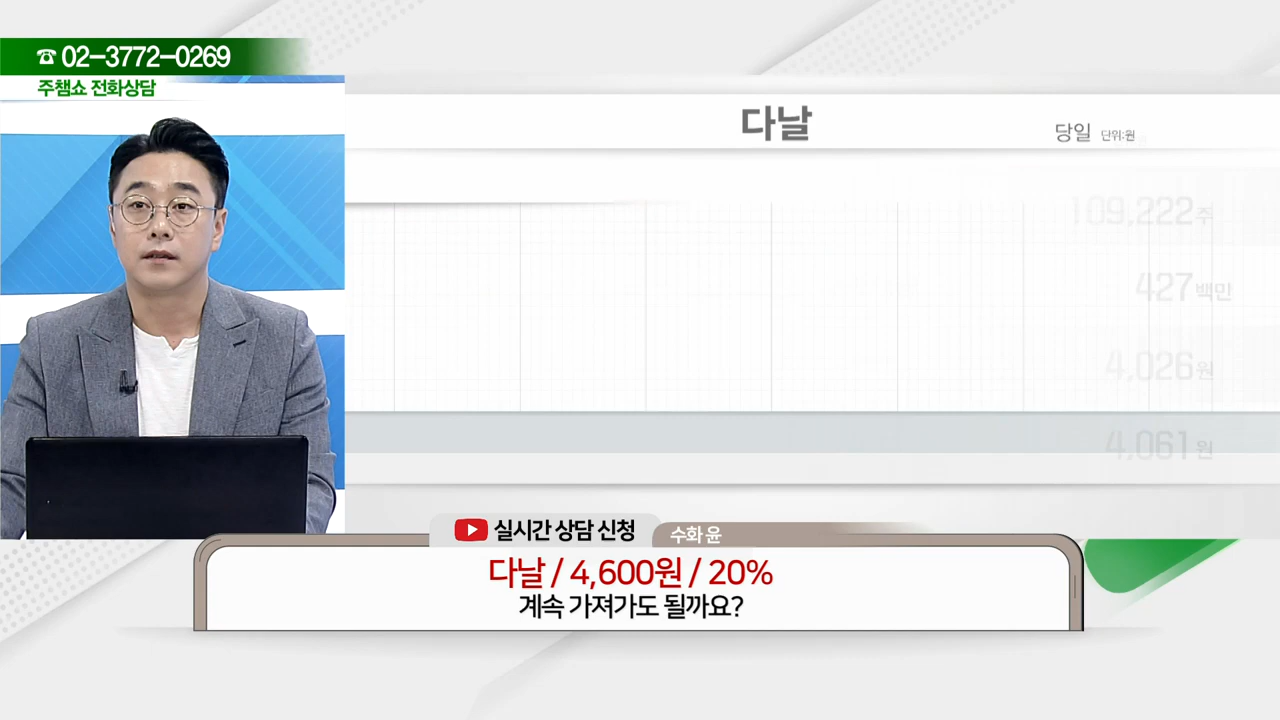 ☎ 02-3772-0269
주챔쇼 전화상담
다날
당일 단위:원
109,222주
427백만
4,026원
4,061원
실시간 상담 신청
수화 윤
다날 / 4,600원 / 20%
계속 가져가도 될까요?